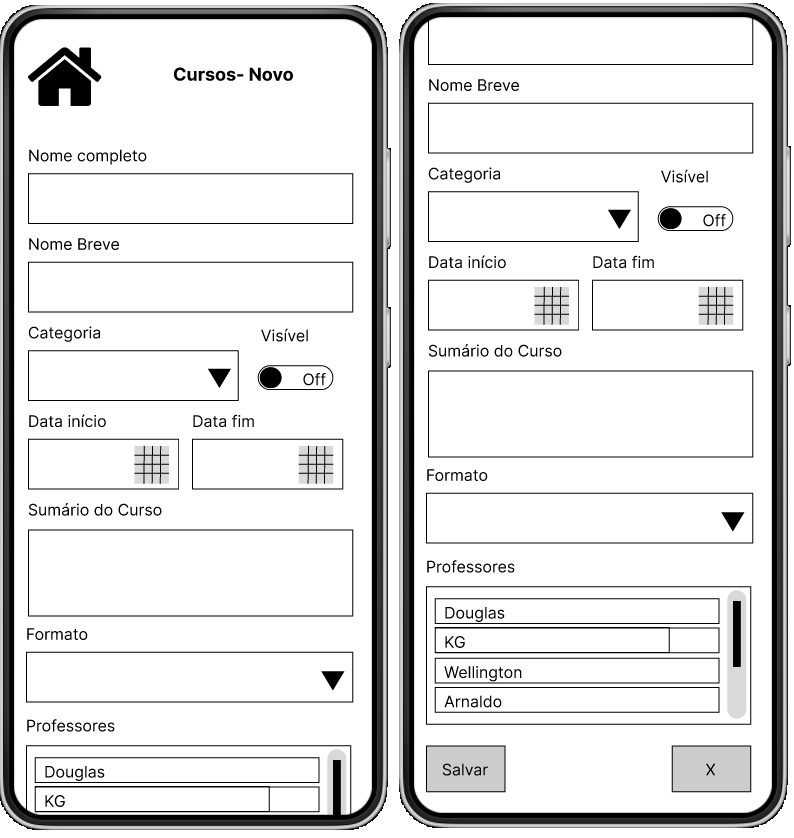 Cursos- Novo
Nome completo
Nome Breve
Categoria
Visível
Off
Data início
Data fim
Sumário do Curso
Formato
Professores
Douglas
KG
Nome Breve
Categoria
Visível
Off
Data início
Data fim
Sumário do Curso
Formato
Professores
Douglas
KG
Wellington
Arnaldo
Salvar
X